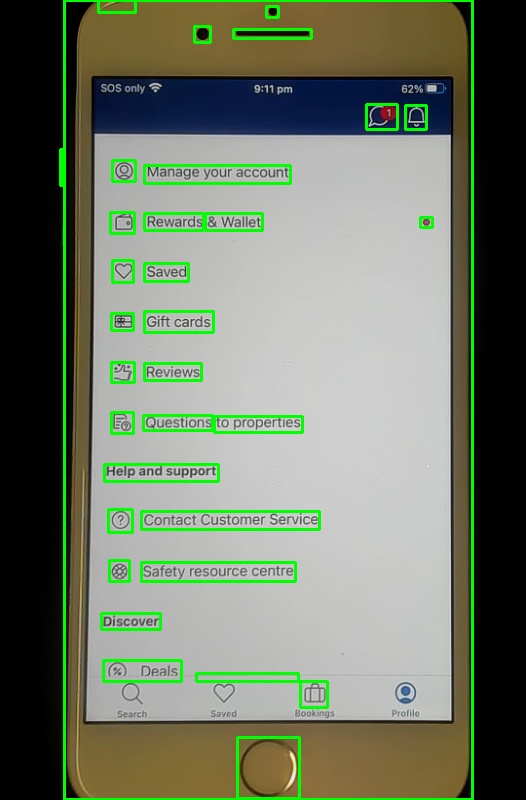 SOS only 9:11 pm 62%
1
Manage your account
Rewards & Wallet
Saved
Gift cards
Reviews
Questions to properties
Help and support
Contact Customer Service
Safety resource centre
Discover
Deals
Search Saved Bookings Profile